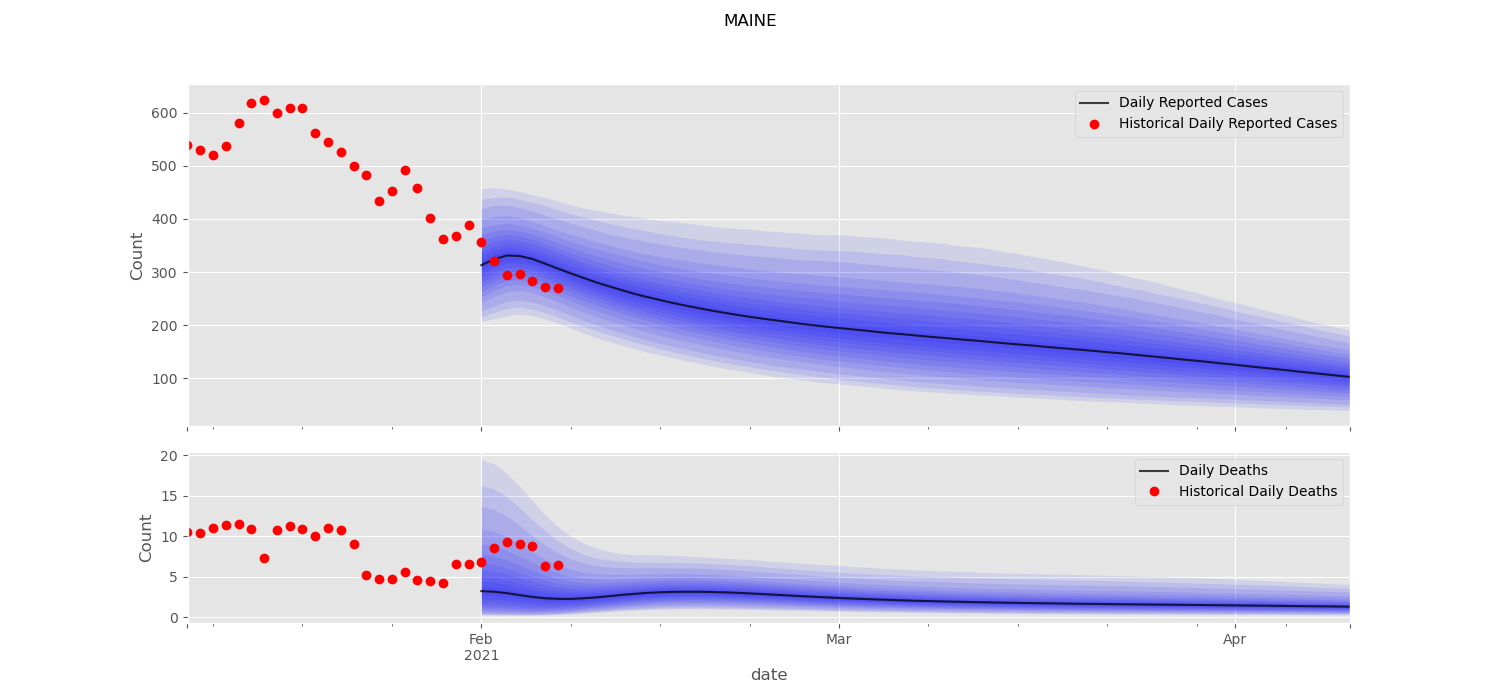 MAINE
600
500
400
300
200
100
Count
Daily Reported Cases
Historical Daily Reported Cases
20
15
10
5
0
Count
Daily Deaths
Historical Daily Deaths
Feb
2021
Mar
Apr
date